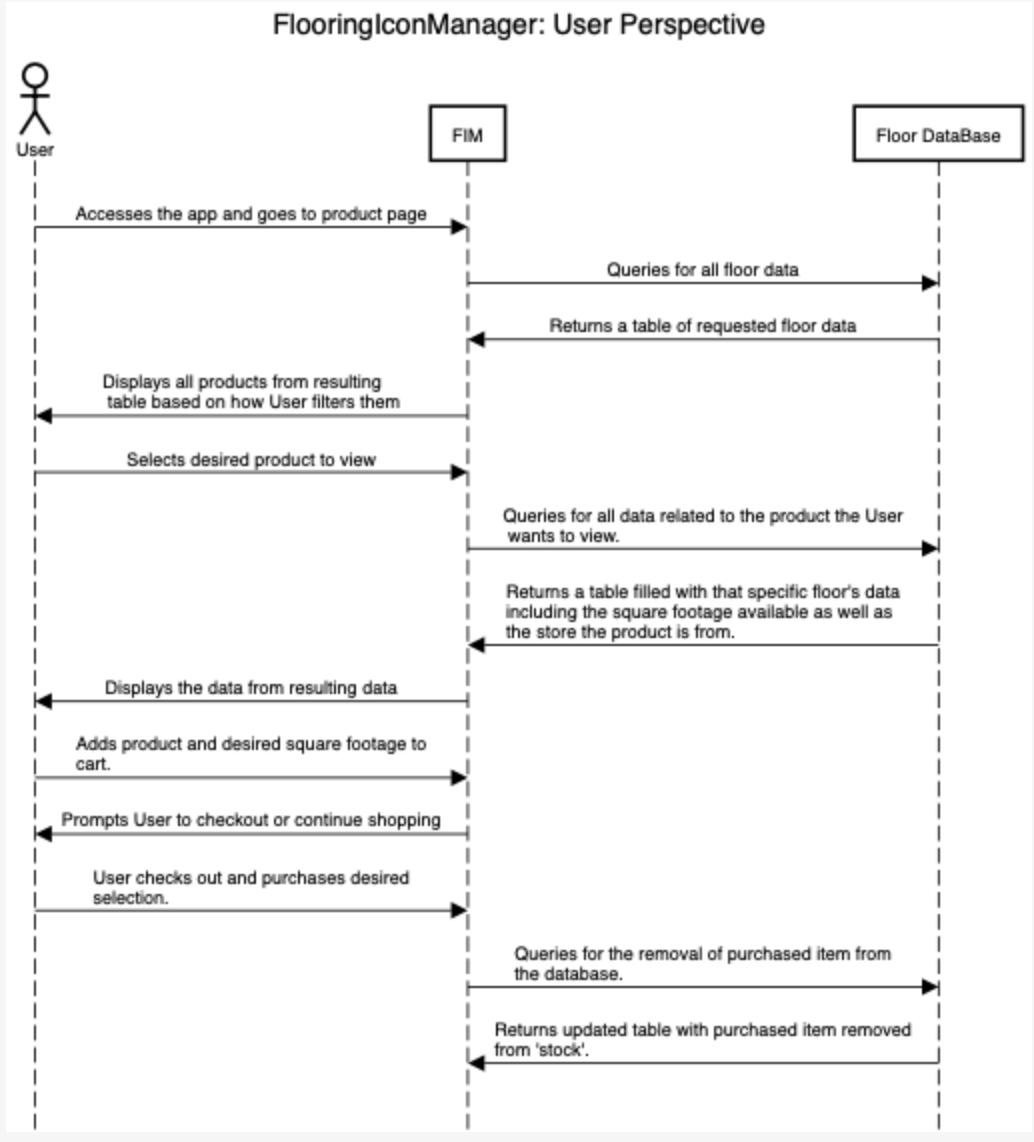 FlooringIconManager: User Perspective
User
FIM
Floor DataBase
Accesses the app and goes to product page
Queries for all floor data
Returns a table of requested floor data
Displays all products from resulting
table based on how User filters them
Selects desired product to view
Queries for all data related to the product the User
wants to view.
Returns a table filled with that specific floor's data
including the square footage available as well as
the store the product is from.
Displays the data from resulting data
Adds product and desired square footage to
cart.
Prompts User to checkout or continue shopping
User checks out and purchases desired
selection.
Queries for the removal of purchased item from
the database.
Returns updated table with purchased item removed
from 'stock'.